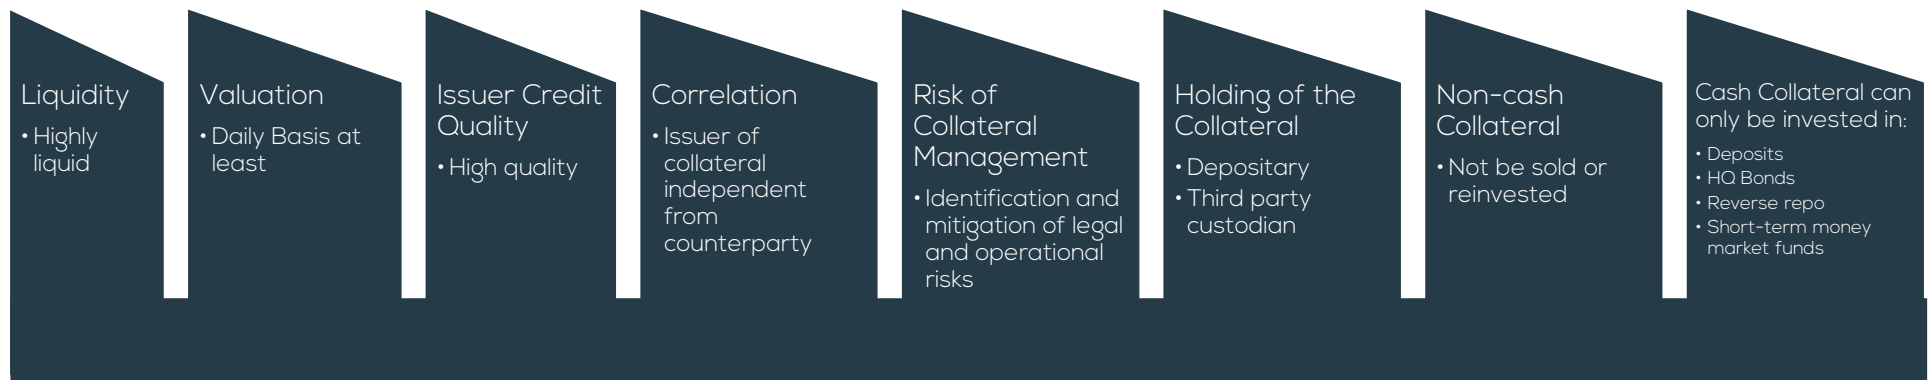 Liquidity
• Highly
liquid
Valuation
• Daily Basis at
least
Issuer Credit
Quality
• High quality
Correlation
• Issuer of
collateral
independent
from
counterparty
Risk of
Collateral
Management
• Identification and
mitigation of legal
and operational
risks
Holding of the
Collateral
• Depositary
• Third party
custodian
Non-cash
Collateral
• Not be sold or
reinvested
Cash Collateral can
only be invested in:
• Deposits
• HQ Bonds
• Reverse repo
• Short-term money
market funds